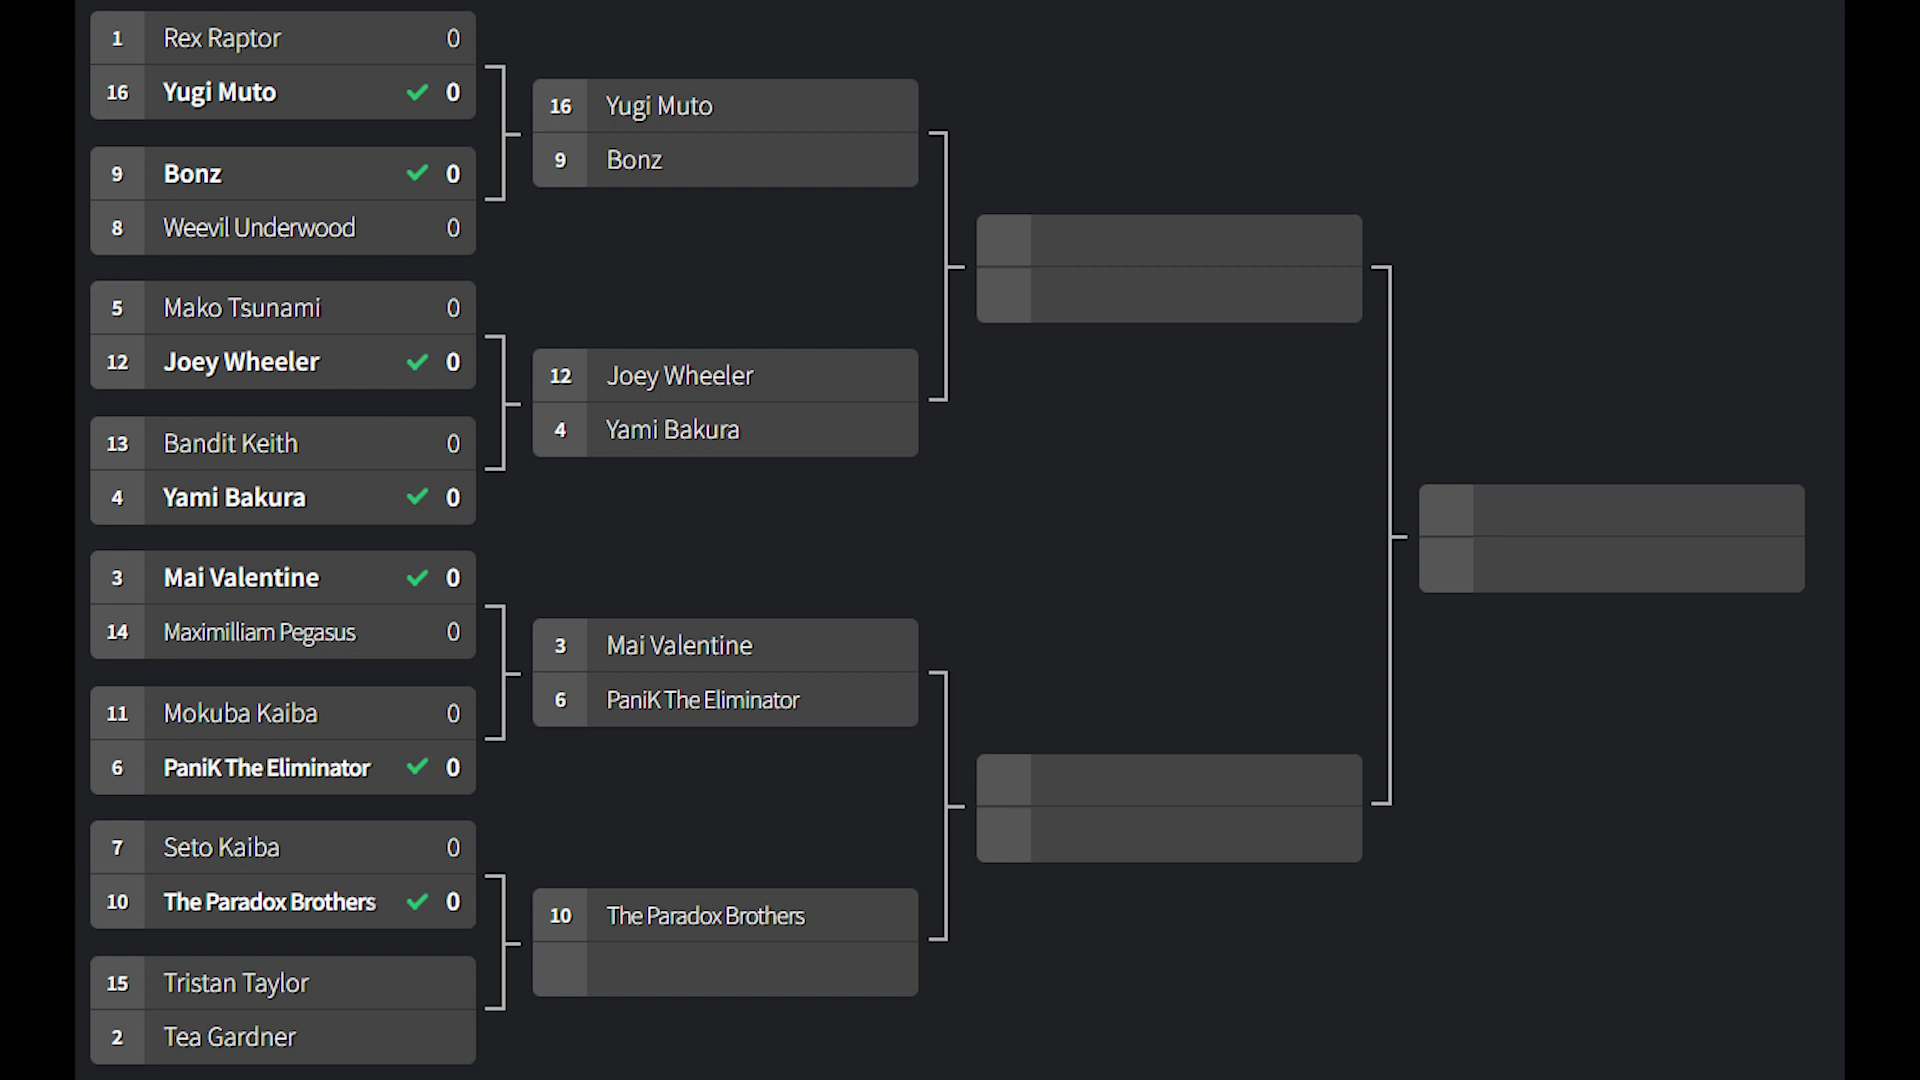 1 Rex Raptor 0
16 Yugi Muto 0
9 Bonz 0
8 Weevil Underwood 0
5 Mako Tsunami 0
12 Joey Wheeler 0
13 Bandit Keith 0
4 Yami Bakura 0
3 Mai Valentine 0
14 Maximilliam Pegasus 0
11 Mokuba Kaiba 0
6 PaniK The Eliminator 0
7 Seto Kaiba 0
10 The Paradox Brothers 0
15 Tristan Taylor
2 Tea Gardner
16 Yugi Muto
9 Bonz
12 Joey Wheeler
4 Yami Bakura
3 Mai Valentine
6 PaniK The Eliminator
10 The Paradox Brothers